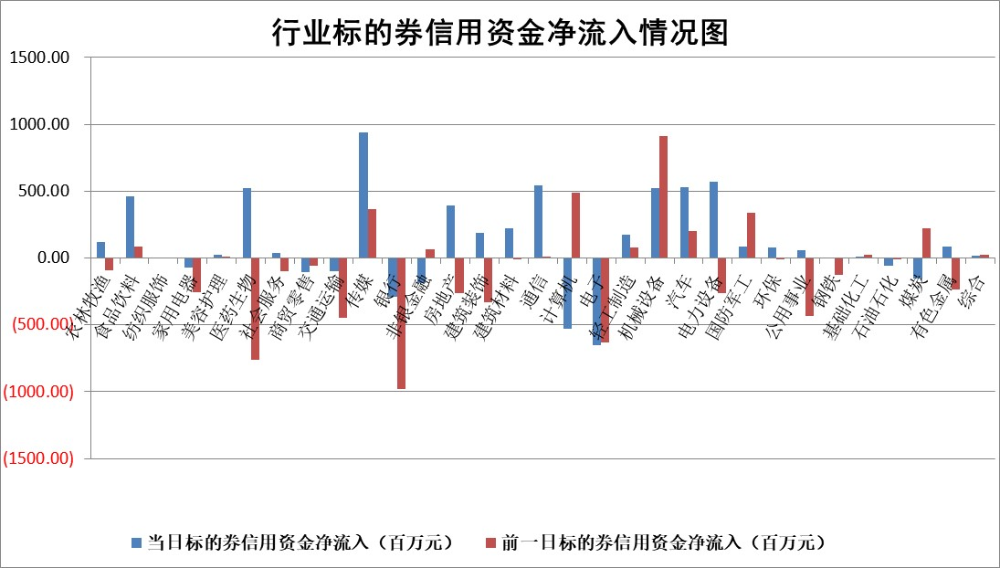 行业标的券信用资金净流入情况图
1500.00
1000.00
500.00
0.00
(500.00)
(1000.00)
(1500.00)
农林牧渔
食品饮料
纺织服饰
家用电器
美容护理
医药生物
社会服务
商贸零售
交通运输
传媒
银行
非银金融
房地产
建筑装饰
建筑材料
通信
计算机
电子
轻工制造
机械设备
汽车
电力设备
国防军工
环保
公用事业
钢铁
基础化工
石油石化
煤炭
有色金属
综合
当日标的券信用资金净流入（百万元） 前一日标的券信用资金净流入（百万元）